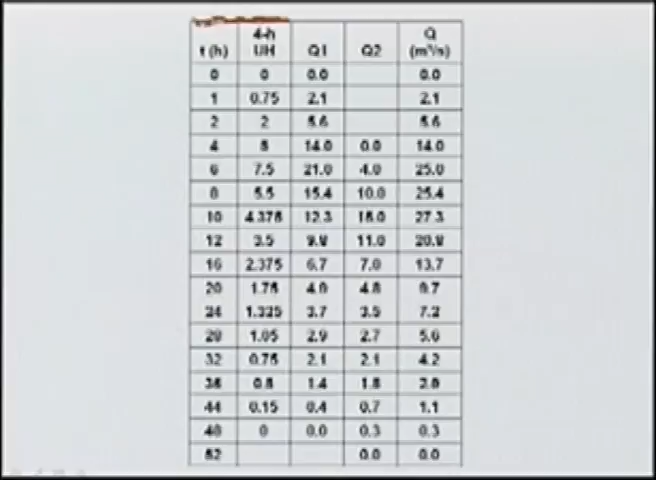 t (h) 4-h UH Q1 Q2 Q (m³/s)
0 0 0.0 0.0
1 0.75 2.1 2.1
2 2 5.6 5.6
4 5 14.0 0.0 14.0
6 7.5 21.0 4.0 25.0
8 5.5 15.4 10.0 25.4
10 4.375 12.3 15.0 27.3
12 3.5 9.8 11.0 20.8
16 2.375 6.7 7.0 13.7
20 1.75 4.9 4.8 9.7
24 1.325 3.7 3.5 7.2
28 1.05 2.9 2.7 5.6
32 0.75 2.1 2.1 4.2
0.5 1.4
44 0.15 0.4 0.7 1.1
48 0 0.0 0.3 0.3
52 0.0 0.0